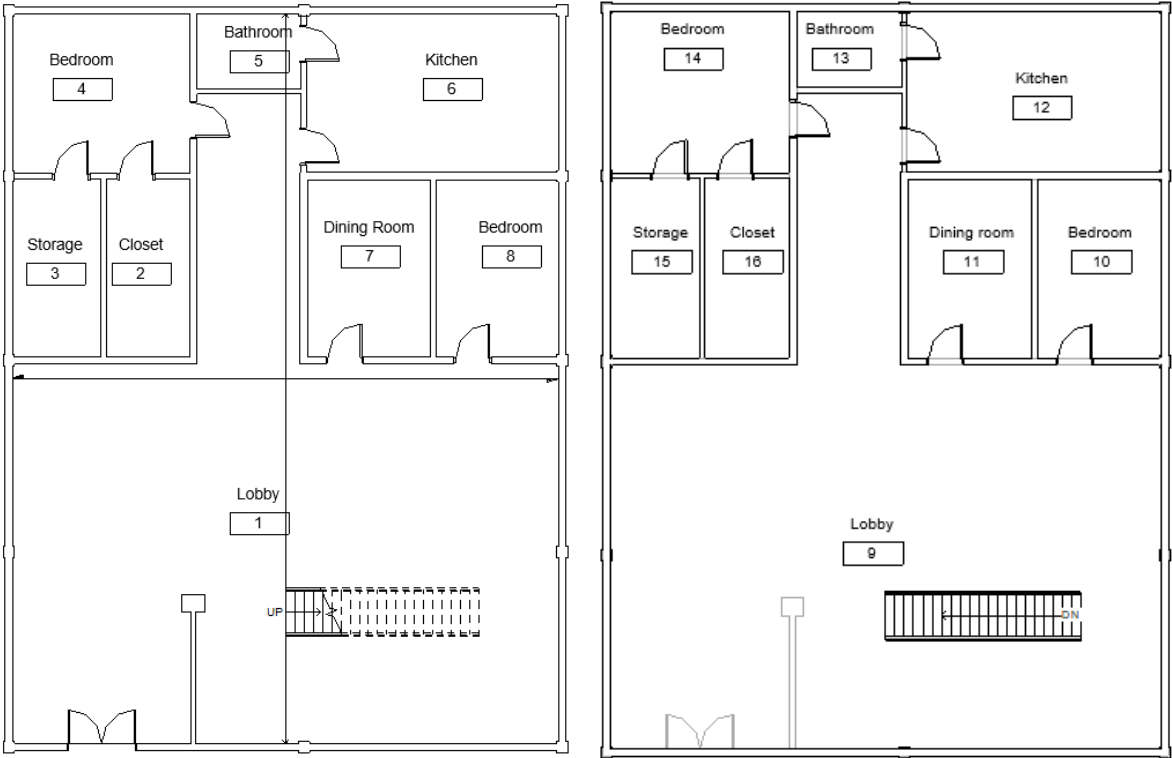 Bathroom
5
Bedroom
4
Kitchen
6
Storage
3
Closet
2
Dining Room
7
Bedroom
8
Lobby
1
UP
Bedroom
14
Bathroom
13
Kitchen
12
Storage
15
Closet
16
Dining room
11
Bedroom
10
Lobby
9
DN